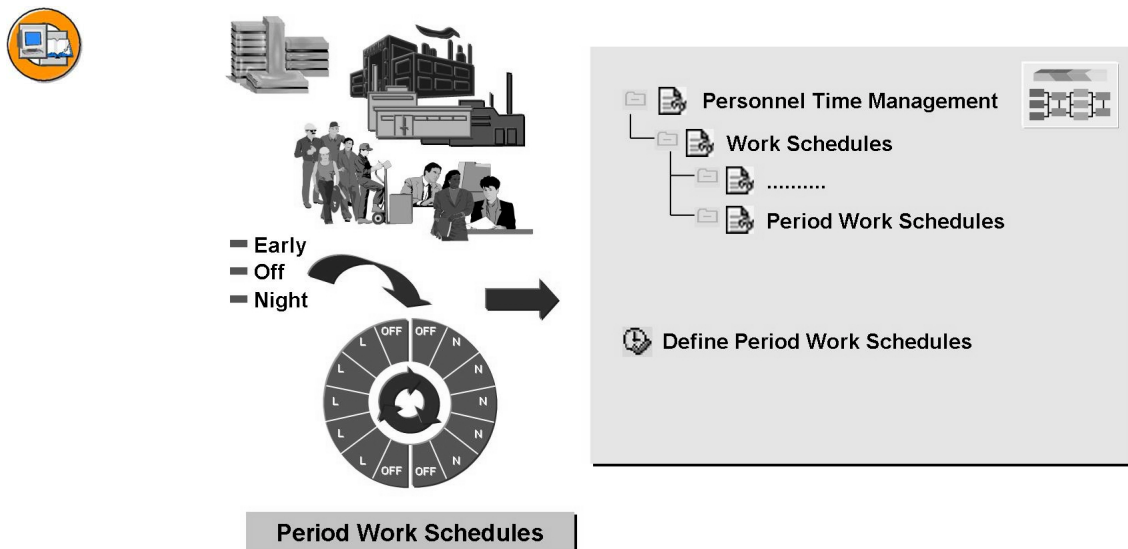 Personnel Time Management
Work Schedules
..........
Period Work Schedules
Early
Off
Night
OFF OFF
L N
L N
L N
L N
L N
OFF OFF
Define Period Work Schedules
Period Work Schedules